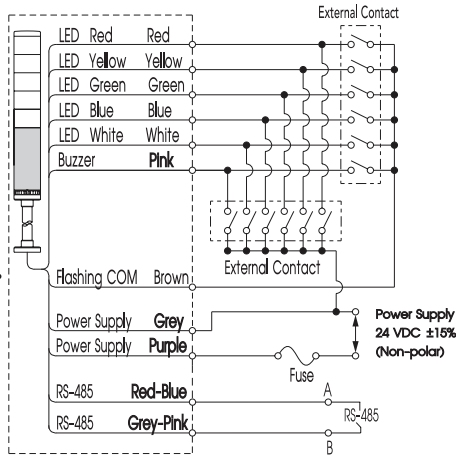 External Contact
LED Red Red
LED Yellow Yellow
LED Green Green
LED Blue Blue
LED White White
Buzzer Pink
External Contact
Flashing COM Brown
Power Supply Grey
Power Supply Purple
Fuse
Power Supply
24 VDC ±15%
(Non-polar)
RS-485 Red-Blue
A
RS-485
RS-485 Grey-Pink
B